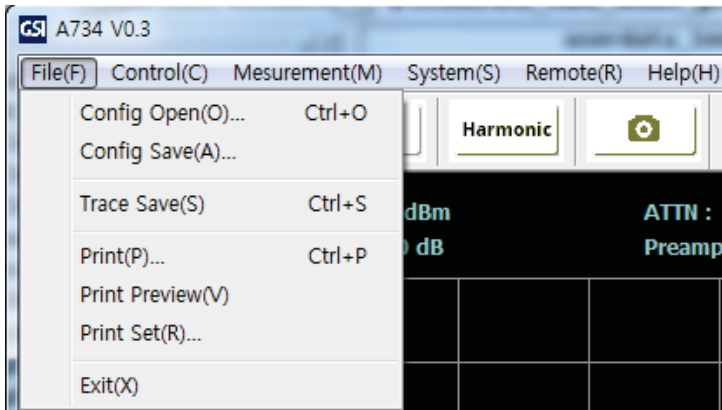 GSI A734 V0.3
File(F) Control(C) Mesurement(M) System(S) Remote(R) Help(H)
Config Open(O)... Ctrl+O
Config Save(A)...
Harmonic
Trace Save(S) Ctrl+S
dBm ATTN :
Print(P)... Ctrl+P
dB Preamp
Print Preview(V)
Print Set(R)...
Exit(X)